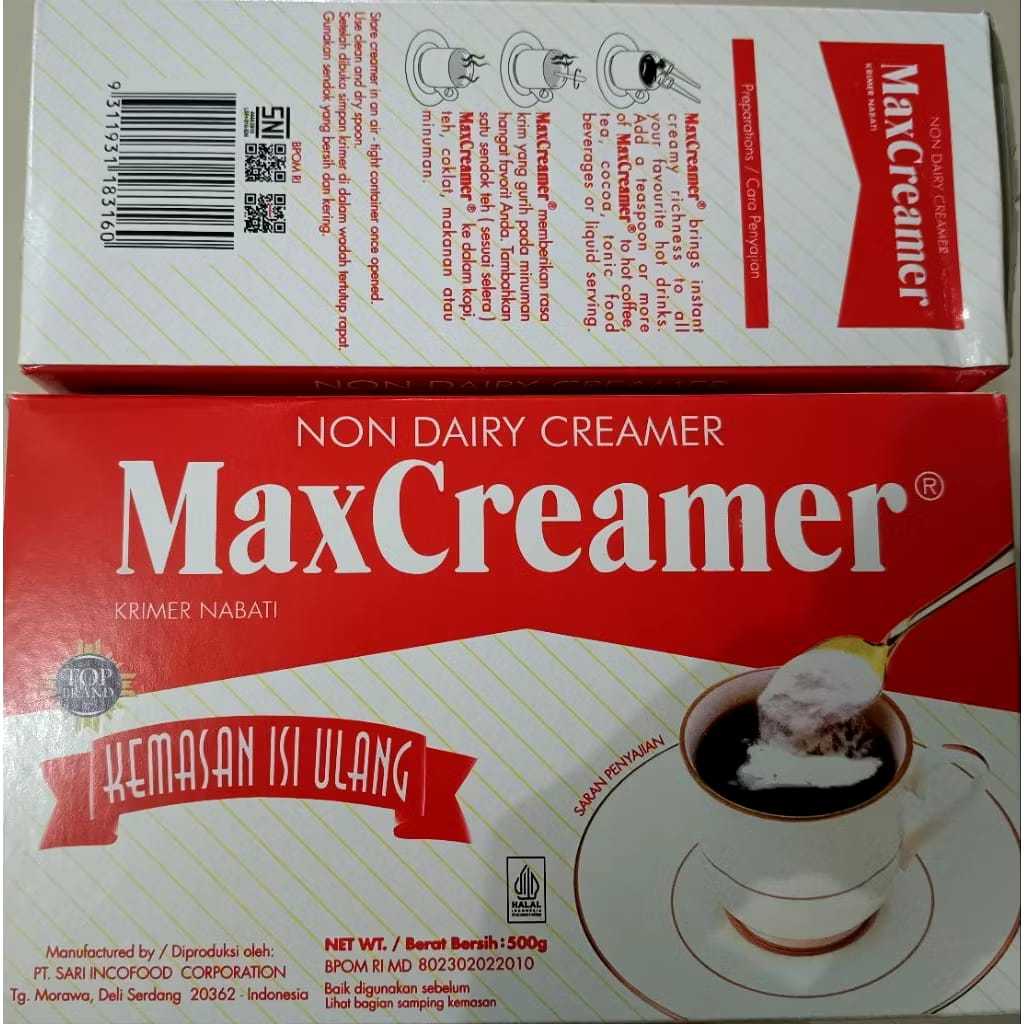 NON DAIRY CREAMER
MaxCreamer
KRIMER NABATI
Preparations / Cara Penyajian
MaxCreamer® brings instant
creamy richness to all
your favourite hot drinks.
Add a teaspoon or more
of MaxCreamer® to hot coffee,
tea, cocoa, tonic food
beverages or liquid serving.
MaxCreamer® memberikan rasa
krim yang gurih pada minuman
hangat favorit Anda. Tambahkan
satu sendok teh ( sesuai selera )
MaxCreamer® ke dalam kopi,
teh, coklat, makanan atau
minuman.
Store creamer in an air - tight container once opened.
Use clean and dry spoon.
Setelah dibuka simpan krimer di dalam wadah tertutup rapat.
Gunakan sendok yang bersih dan kering.
BPOM RI
SNI
9 311931 183160
NON DAIRY CREAMER
NON DAIRY CREAMER
MaxCreamer®
KRIMER NABATI
TOP
BRAND
KEMASAN ISI ULANG
SARAN PENYAJIAN
HALAL
INDONESIA
Manufactured by / Diproduksi oleh:
PT. SARI INCOFOOD CORPORATION
Tg. Morawa, Deli Serdang 20362 - Indonesia
NET WT. / Berat Bersih : 500g
BPOM RI MD 802302022010
Baik digunakan sebelum
Lihat bagian samping kemasan